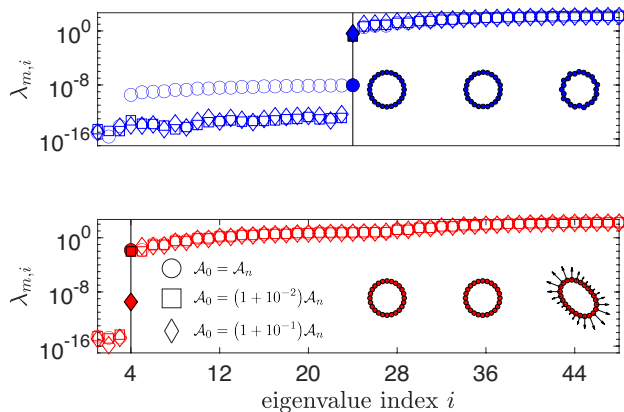 10^0
10^-8
10^-16
λ_{m,i}
10^0
10^-8
10^-16
λ_{m,i}
𝒜_0 = 𝒜_n
𝒜_0 = (1 + 10^-2)𝒜_n
𝒜_0 = (1 + 10^-1)𝒜_n
4 12 20 28 36 44
eigenvalue index i